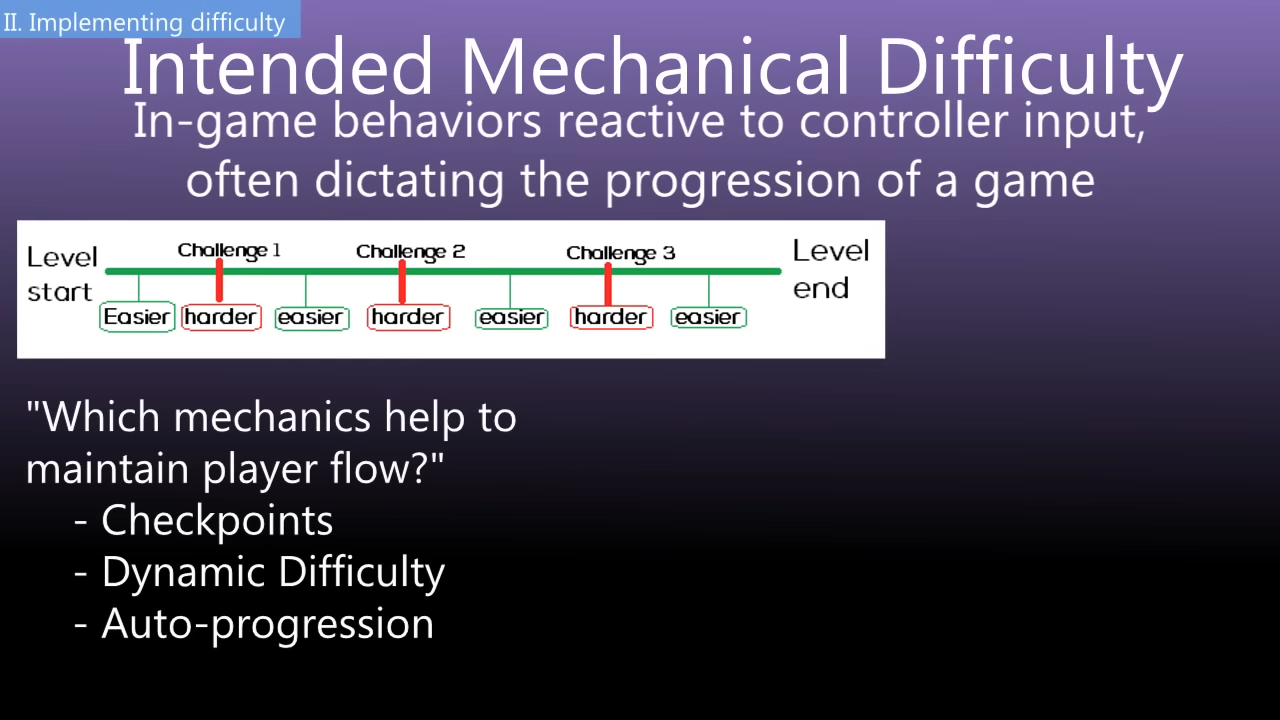 II. Implementing difficulty
Intended Mechanical Difficulty
In-game behaviors reactive to controller input,
often dictating the progression of a game
Level start
Challenge 1
Challenge 2
Challenge 3
Level end
Easier
harder
easier
harder
easier
harder
easier
"Which mechanics help to
maintain player flow?"
- Checkpoints
- Dynamic Difficulty
- Auto-progression